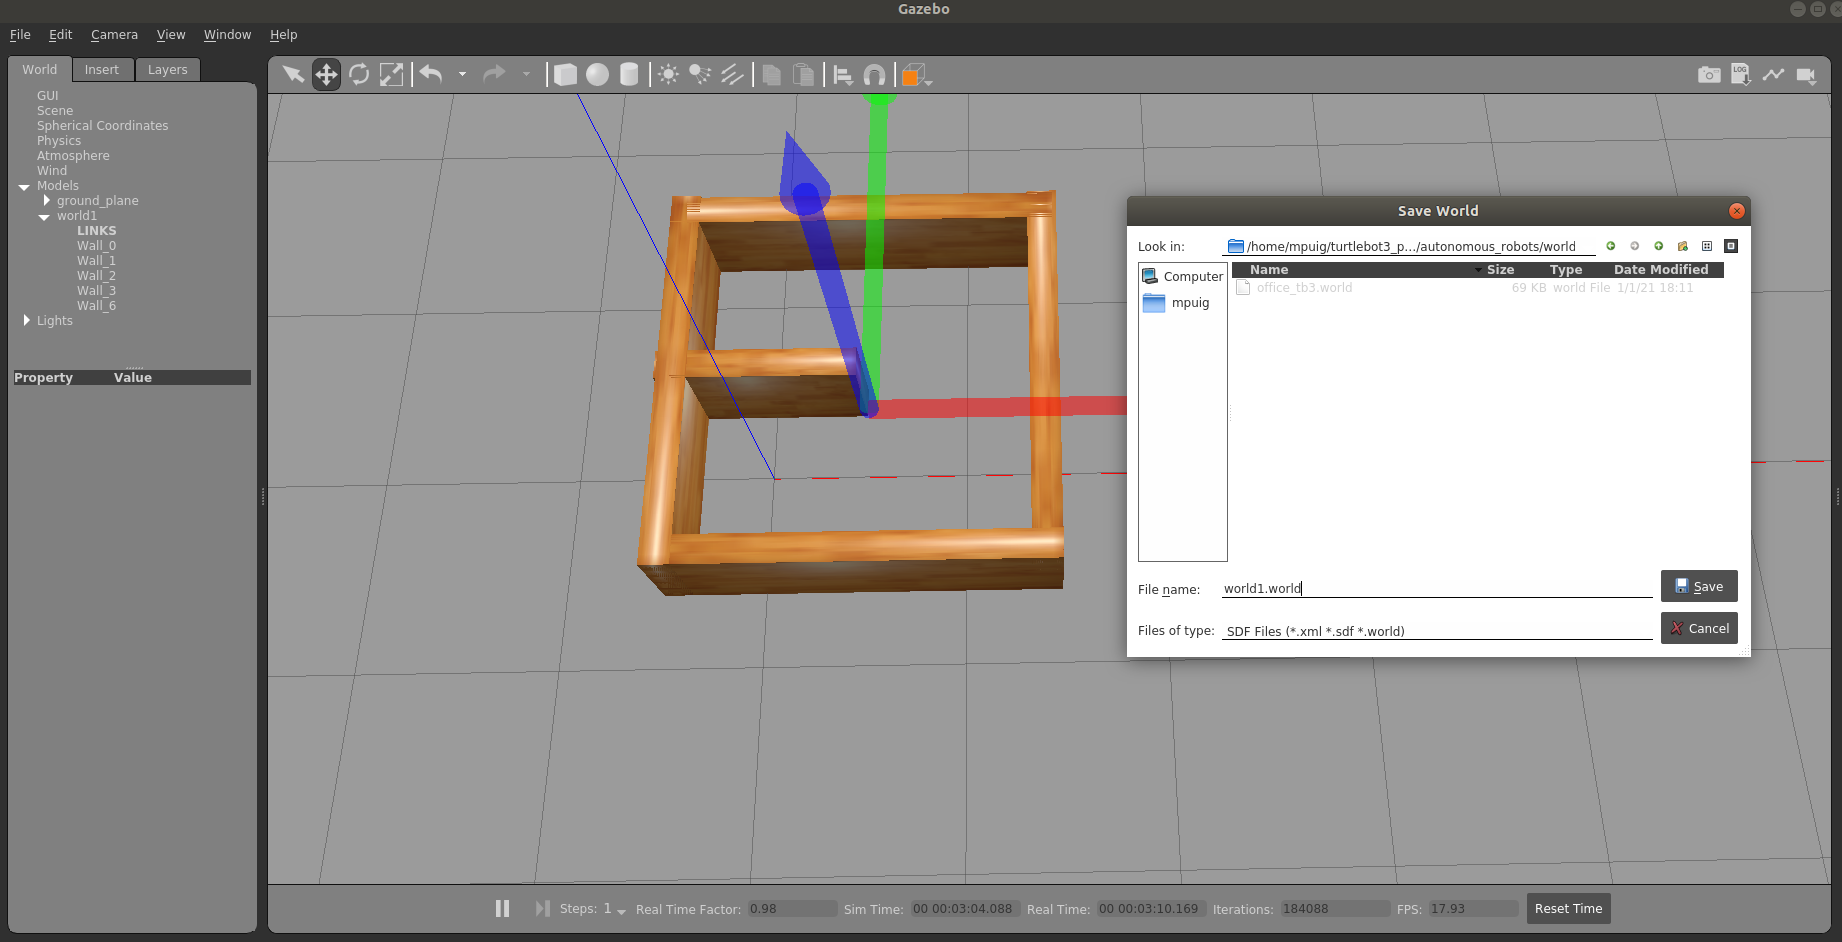 Gazebo
File Edit Camera View Window Help
World Insert Layers
GUI
Scene
Spherical Coordinates
Physics
Atmosphere
Wind
Models
ground_plane
world1
LINKS
Wall_0
Wall_1
Wall_2
Wall_3
Wall_6
Lights
Property Value
LOG
Save World
Look in: /home/mpuig/turtlebot3_p.../autonomous_robots/world
Computer
mpuig
Name Size Type Date Modified
office_tb3.world 69 KB world File 1/1/21 18:11
File name: world1.world
Save
Files of type: SDF Files (*.xml *.sdf *.world)
Cancel
Steps: 1 Real Time Factor: 0.98 Sim Time: 00 00:03:04.088 Real Time: 00 00:03:10.169 Iterations: 184088 FPS: 17.93 Reset Time